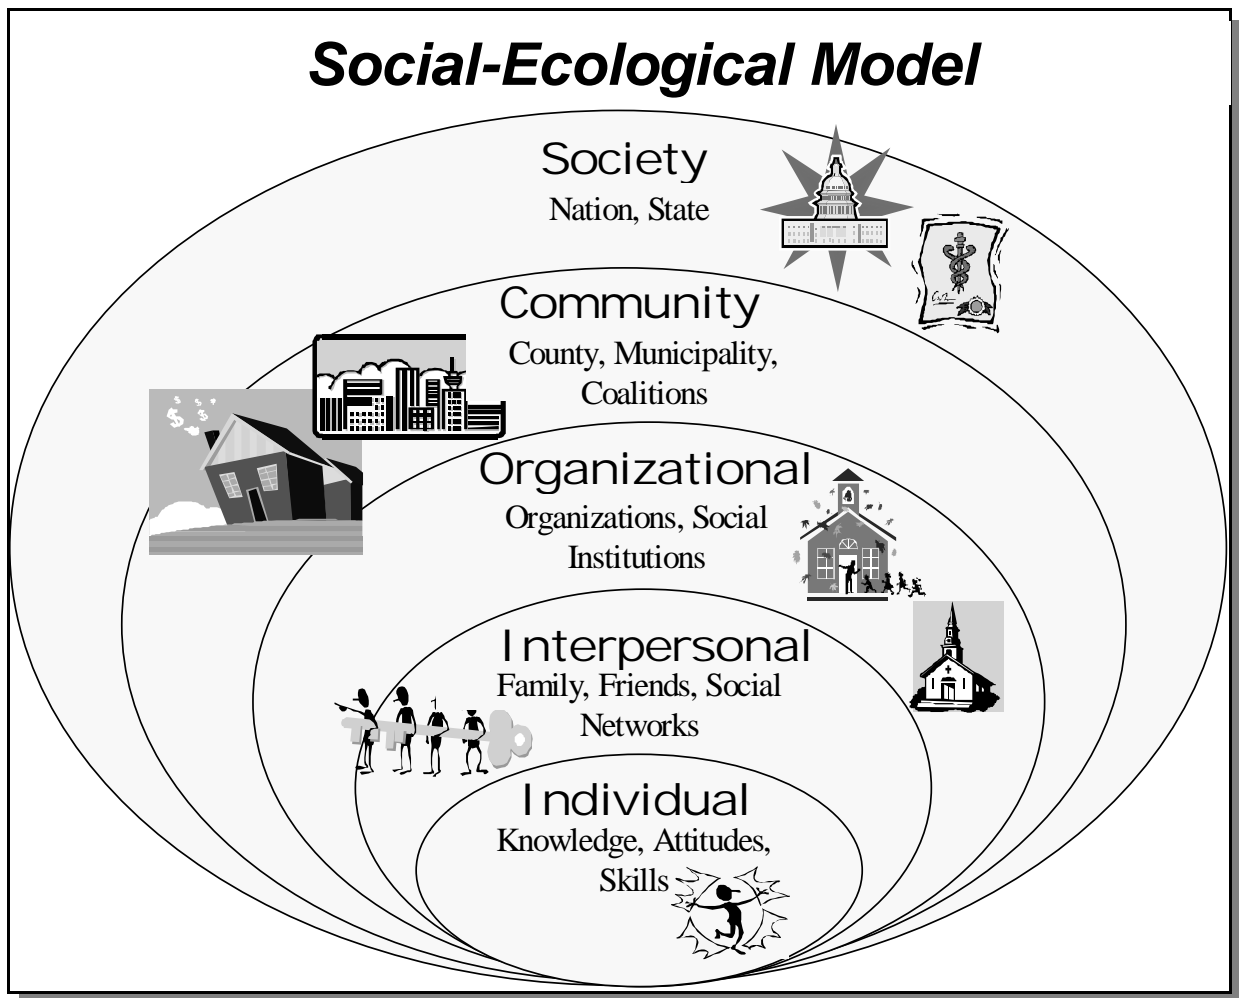 Social-Ecological Model
Society
Nation, State
Community
County, Municipality,
Coalitions
Organizational
Organizations, Social
Institutions
Interpersonal
Family, Friends, Social
Networks
Individual
Knowledge, Attitudes,
Skills